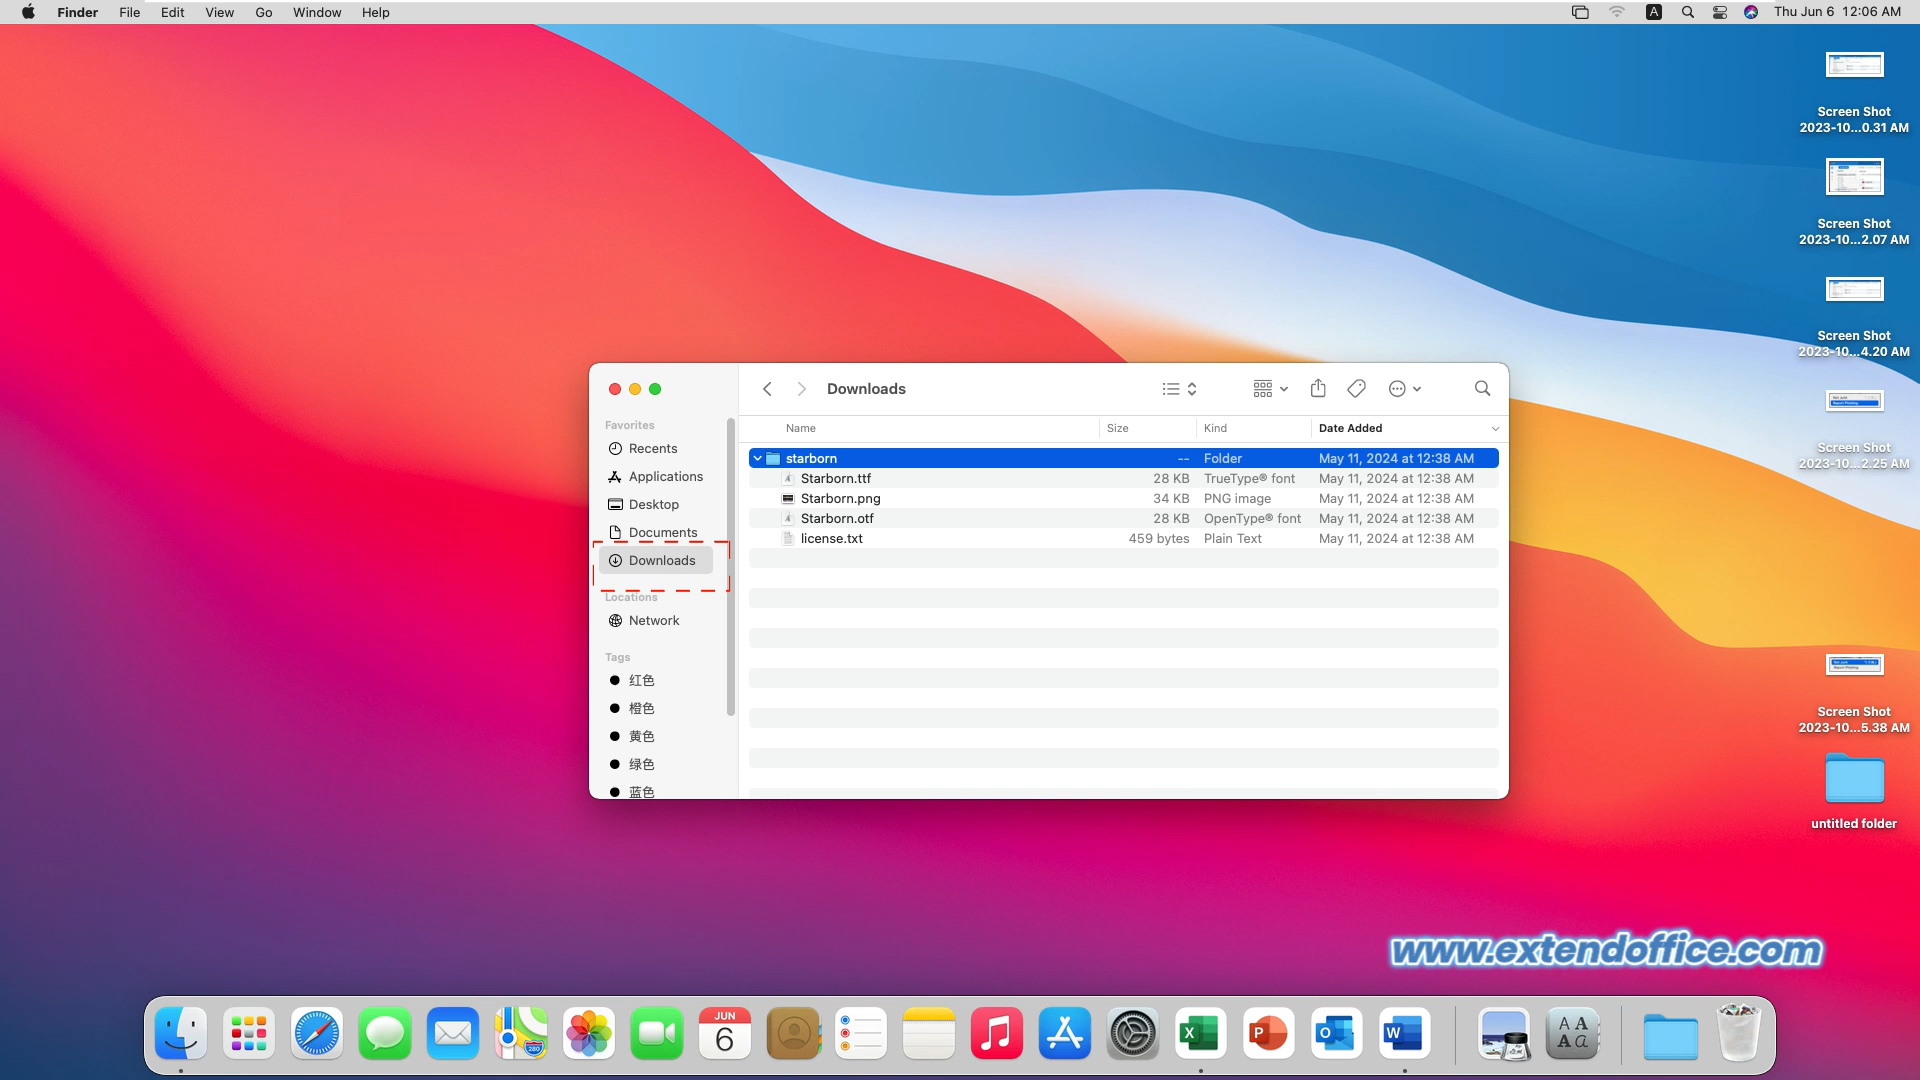 Finder File Edit View Go Window Help
A Thu Jun 6 12:06 AM
Screen Shot
2023-10...0.31 AM
Screen Shot
2023-10...2.07 AM
Screen Shot
2023-10...4.20 AM
Screen Shot
2023-10...2.25 AM
Screen Shot
2023-10...5.38 AM
untitled folder
Downloads
Favorites
Recents
Applications
Desktop
Documents
Downloads
Locations
Network
Tags
红色
橙色
黄色
绿色
蓝色
Name Size Kind Date Added
starborn -- Folder May 11, 2024 at 12:38 AM
Starborn.ttf 28 KB TrueType® font May 11, 2024 at 12:38 AM
Starborn.png 34 KB PNG image May 11, 2024 at 12:38 AM
Starborn.otf 28 KB OpenType® font May 11, 2024 at 12:38 AM
license.txt 459 bytes Plain Text May 11, 2024 at 12:38 AM
www.extendoffice.com
JUN
6
280
X
P
O
W
A A
A a